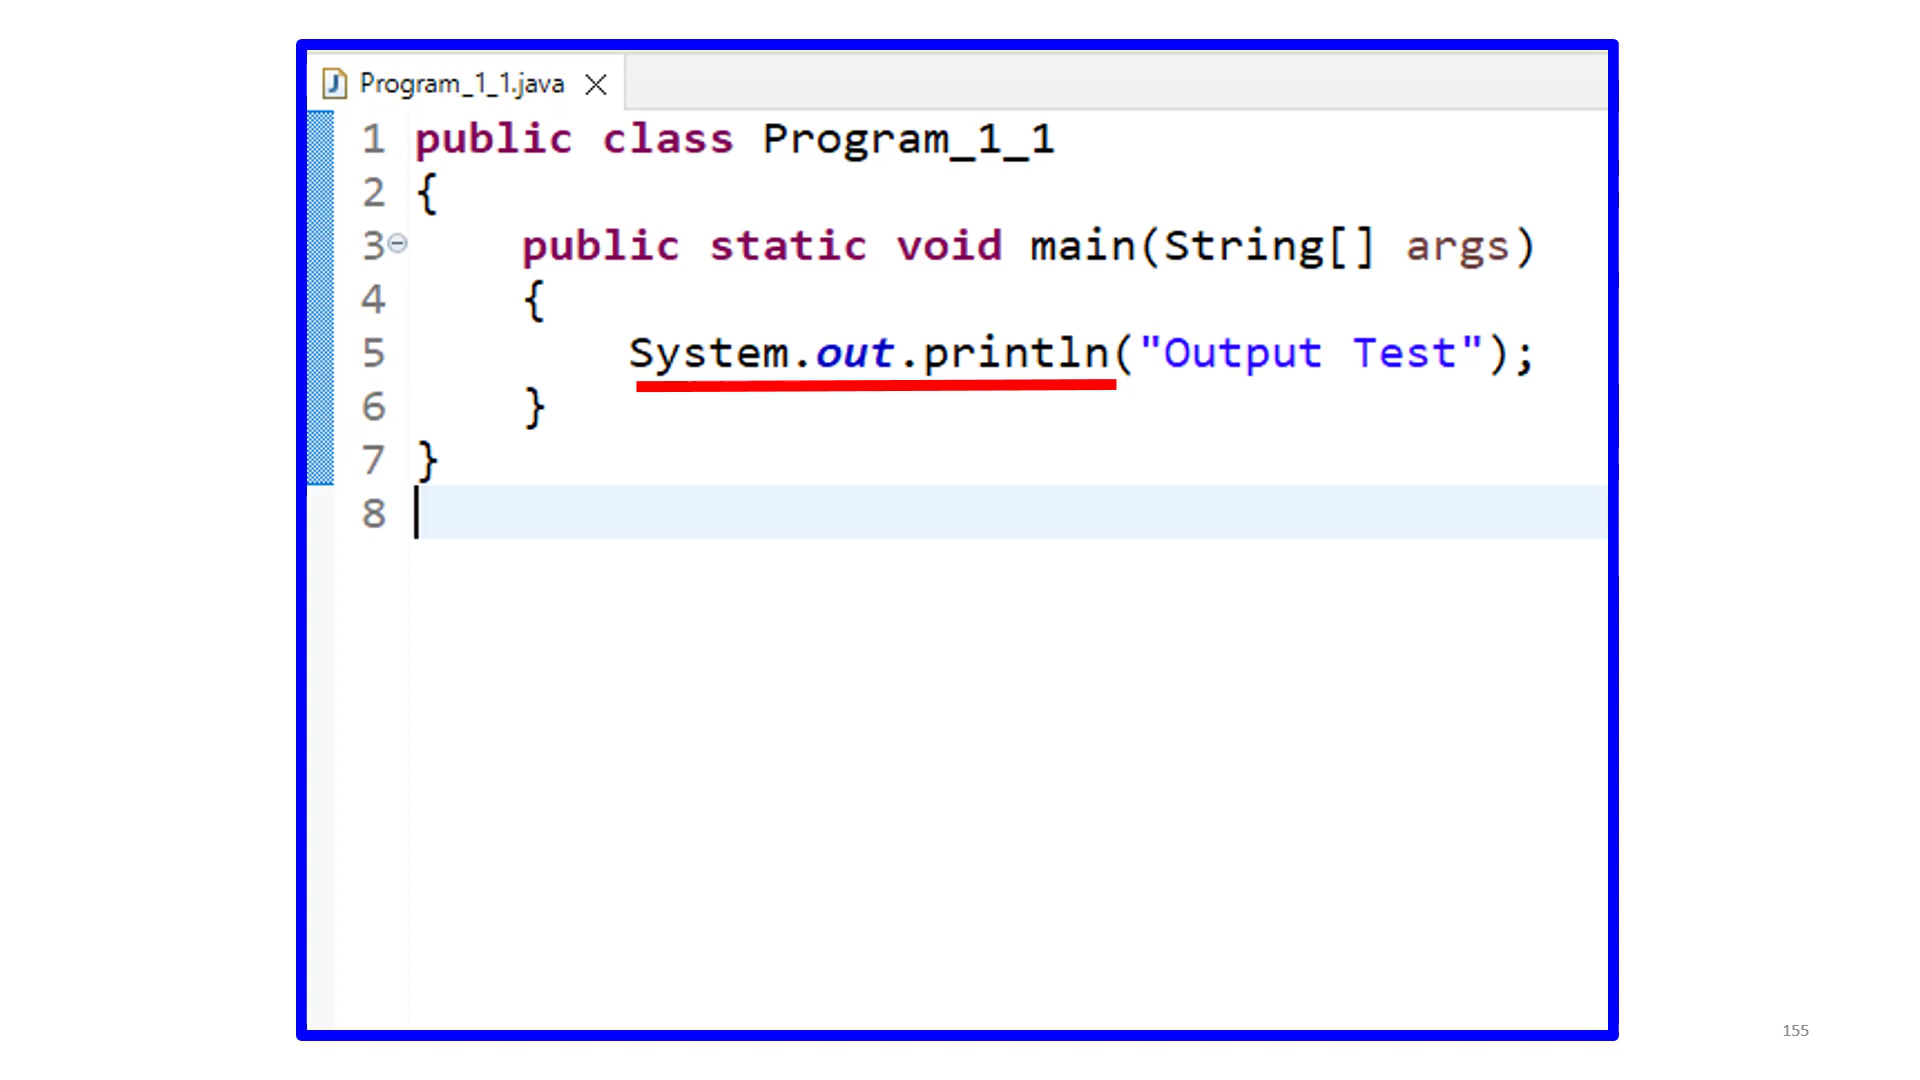 Program_1_1.java
1 public class Program_1_1
2 {
3 public static void main(String[] args)
4 {
5 System.out.println("Output Test");
6 }
7 }
8
155